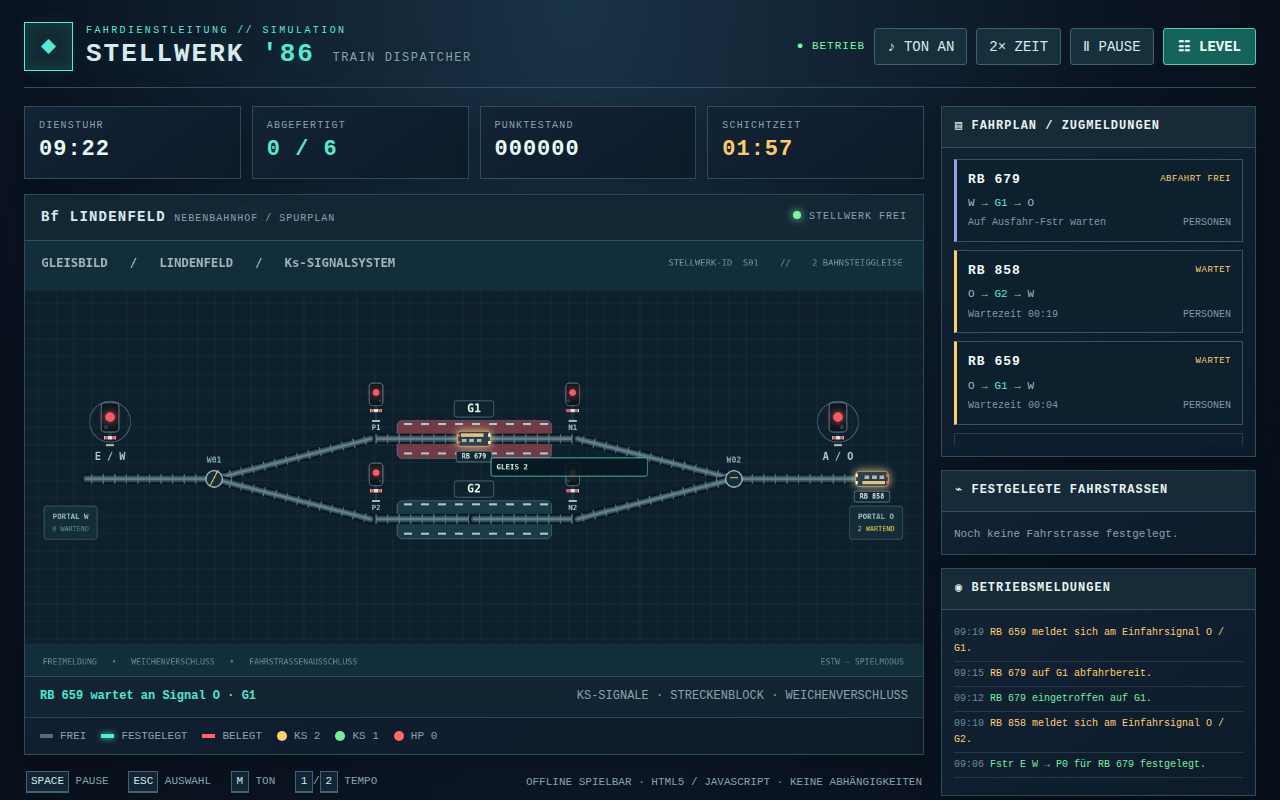 FAHRDIENSTLEITUNG // SIMULATION
STELLWERK '86 TRAIN DISPATCHER
● BETRIEB
♪ TON AN
2× ZEIT
Ⅱ PAUSE
☷ LEVEL
DIENSTUHR
09:22
ABGEFERTIGT
0 / 6
PUNKTESTAND
000000
SCHICHTZEIT
01:57
Bf LINDENFELD NEBENBAHNHOF / SPURPLAN
STELLWERK FREI
GLEISBILD / LINDENFELD / Ks-SIGNALSYSTEM
STELLWERK-ID S01 // 2 BAHNSTEIGGLEISE
G1
P1
N1
E / W
A / O
W01
RB 679
W02
GLEIS 2
G2
RB 858
P2
N2
PORTAL W
0 WARTEND
PORTAL O
2 WARTEND
FREIMELDUNG • WEICHENVERSCHLUSS • FAHRSTRASSENAUSSCHLUSS
ESTW — SPIELMODUS
RB 659 wartet an Signal O · G1
KS-SIGNALE · STRECKENBLOCK · WEICHENVERSCHLUSS
FREI FESTGELEGT BELEGT KS 2 KS 1 HP 0
SPACE PAUSE ESC AUSWAHL M TON 1/2 TEMPO
OFFLINE SPIELBAR · HTML5 / JAVASCRIPT · KEINE ABHÄNGIGKEITEN
▤ FAHRPLAN / ZUGMELDUNGEN
RB 679 ABFAHRT FREI
W → G1 → O
Auf Ausfahr-Fstr warten PERSONEN
RB 858 WARTET
O → G2 → W
Wartezeit 00:19 PERSONEN
RB 659 WARTET
O → G1 → W
Wartezeit 00:04 PERSONEN
⌁ FESTGELEGTE FAHRSTRASSEN
Noch keine Fahrstrasse festgelegt.
◉ BETRIEBSMELDUNGEN
09:19 RB 659 meldet sich am Einfahrsignal O /
G1.
09:15 RB 679 auf G1 abfahrbereit.
09:12 RB 679 eingetroffen auf G1.
09:10 RB 858 meldet sich am Einfahrsignal O /
G2.
09:06 Fstr E W → P0 für RB 679 festgelegt.